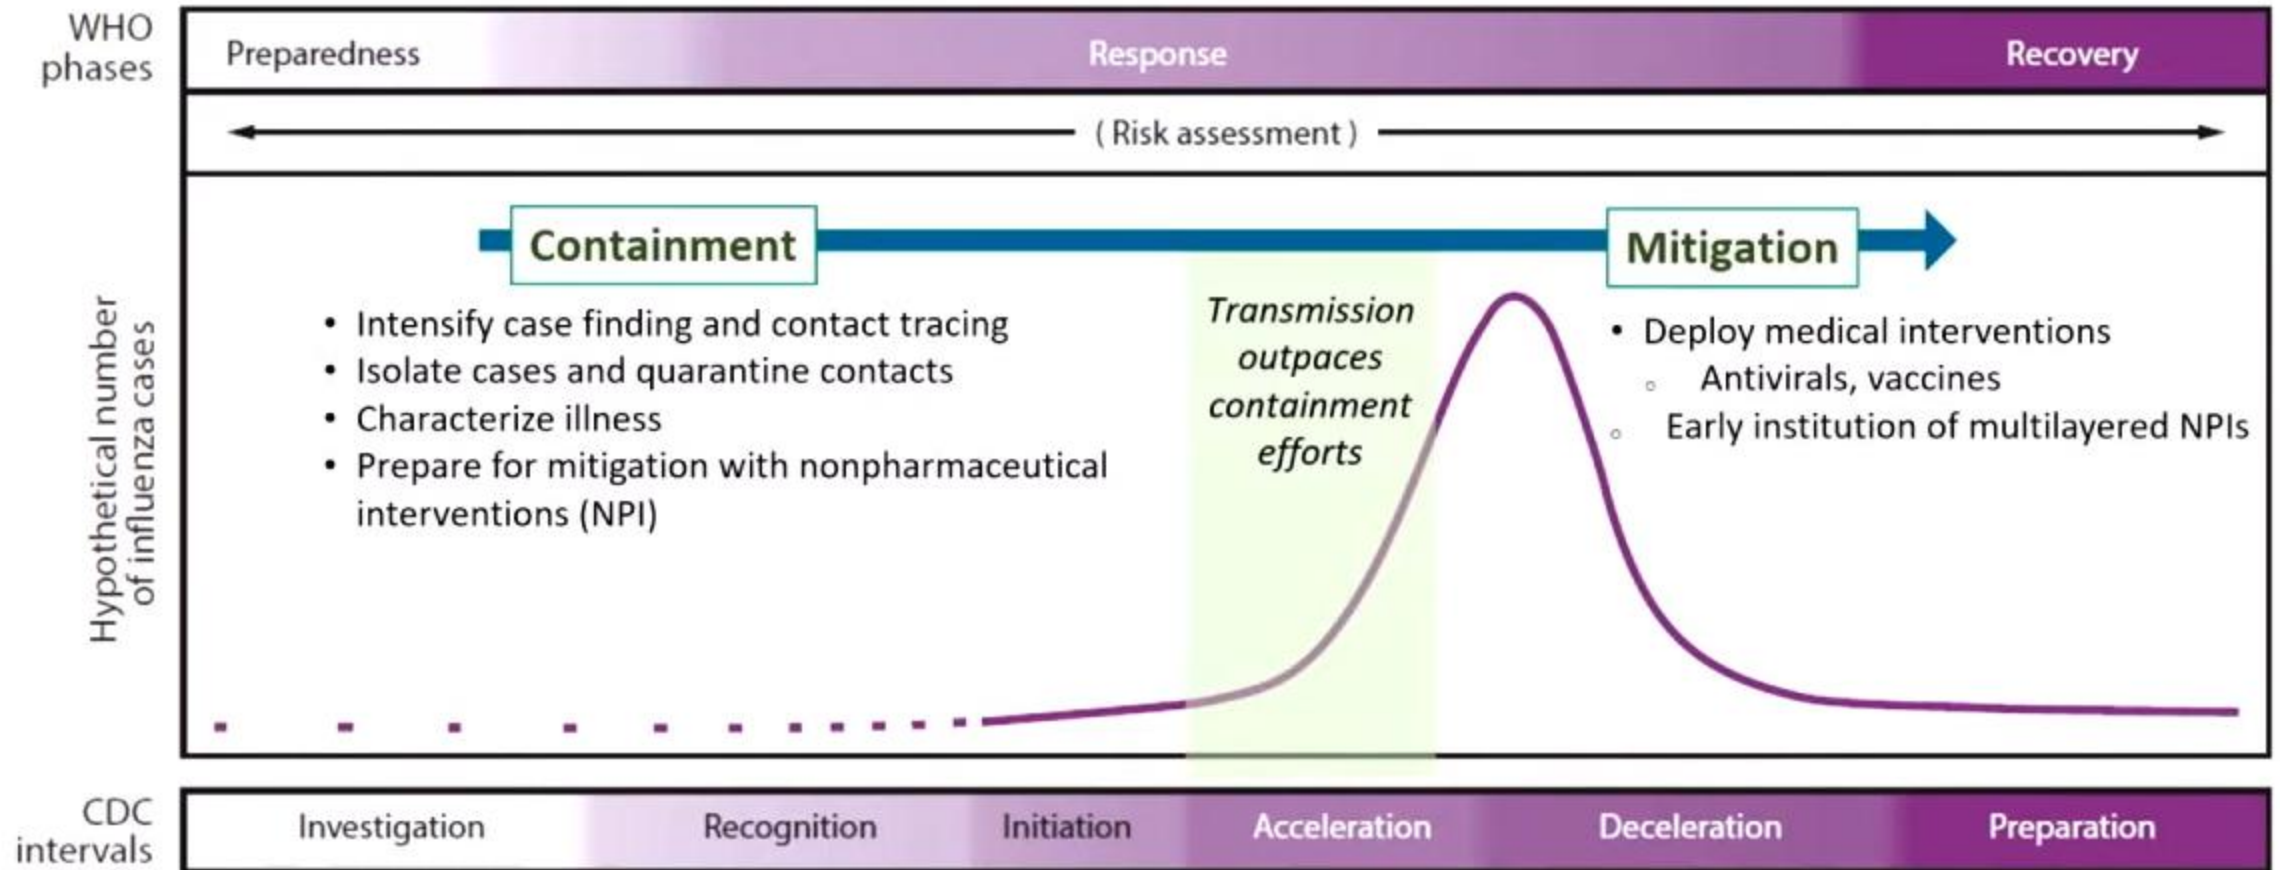 WHO
phases
Preparedness
Response
Recovery
( Risk assessment )
Containment
Mitigation
• Intensify case finding and contact tracing
• Isolate cases and quarantine contacts
• Characterize illness
• Prepare for mitigation with nonpharmaceutical
interventions (NPI)
Transmission
outpaces
containment
efforts
• Deploy medical interventions
○ Antivirals, vaccines
○ Early institution of multilayered NPIs
Hypothetical number
of influenza cases
CDC
intervals
Investigation
Recognition
Initiation
Acceleration
Deceleration
Preparation